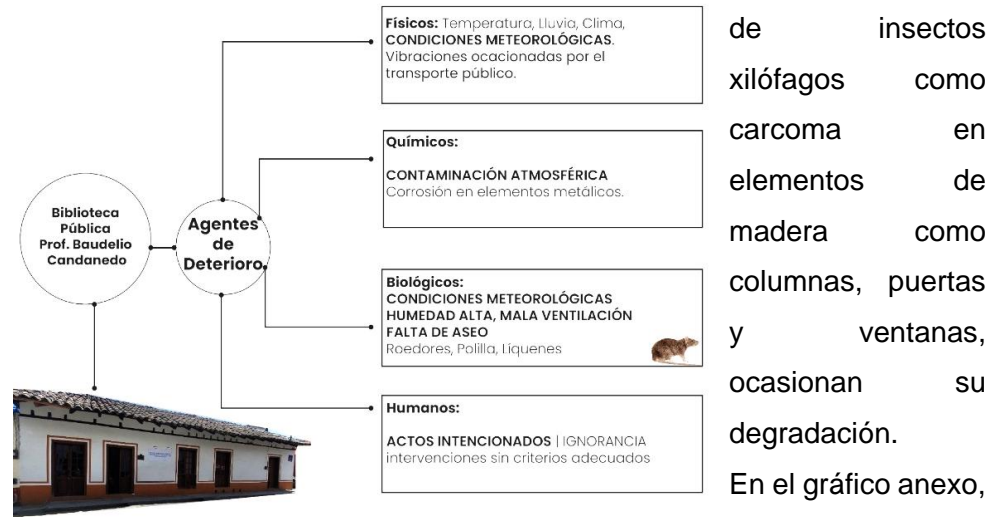 Biblioteca
Pública
Prof. Baudelio
Candanedo
Agentes
de
Deterioro
Físicos: Temperatura, Lluvia, Clima,
CONDICIONES METEOROLÓGICAS.
Vibraciones ocacionadas por el
transporte público.
Químicos:
CONTAMINACIÓN ATMOSFÉRICA
Corrosión en elementos metálicos.
Biológicos:
CONDICIONES METEOROLÓGICAS
HUMEDAD ALTA, MALA VENTILACIÓN
FALTA DE ASEO
Roedores, Polilla, Líquenes
Humanos:
ACTOS INTENCIONADOS | IGNORANCIA
intervenciones sin criterios adecuados
de insectos
xilófagos como
carcoma en
elementos de
madera como
columnas, puertas
y ventanas,
ocasionan su
degradación.
En el gráfico anexo,